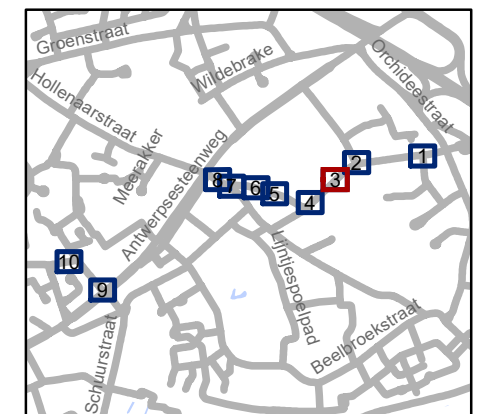 Groenstraat
Wildebrake
Orchideestraat
Hollenaarstraat
Meerakker
Antwerpsesteenweg
1
2
3
4
5
6
7
8
Lijntjespoelpad
10
9
Schuurstraat
Beelbroekstraat